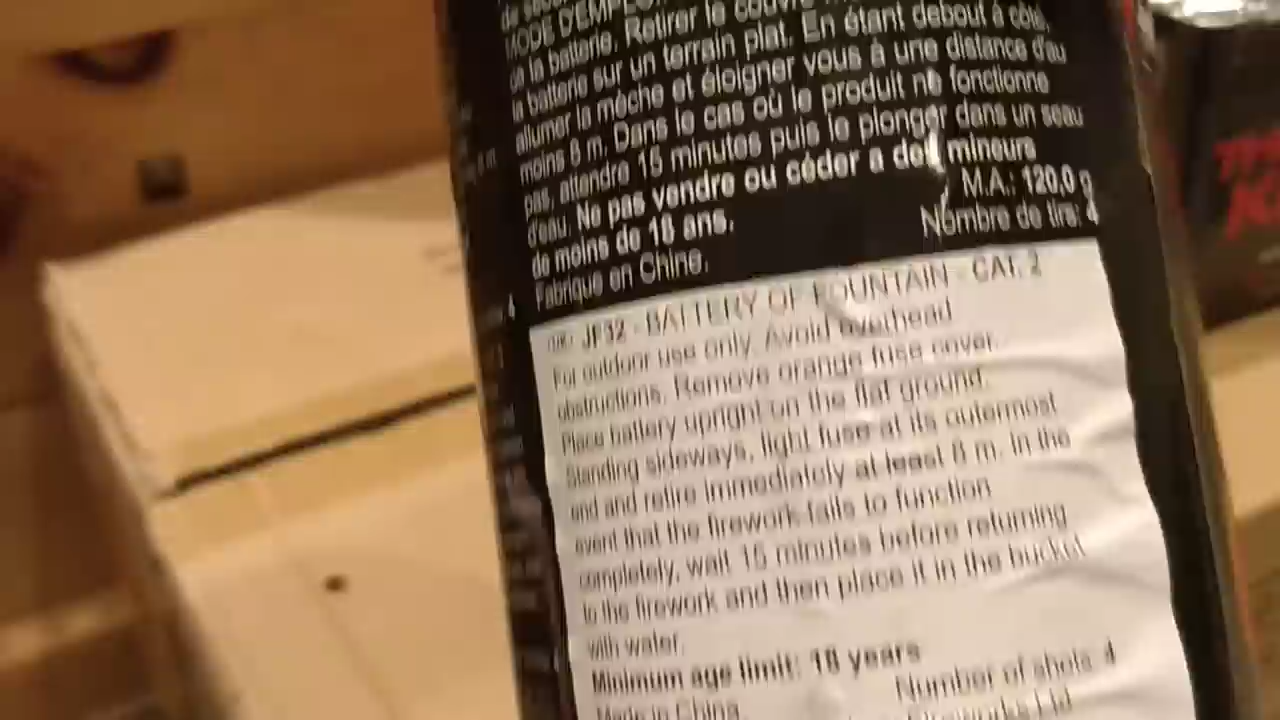 MODE D'EMPLOI
de la batterie. Retirer le couvre
la batterie sur un terrain plat. En étant debout à côté,
allumer la mèche et éloigner vous à une distance d'au
moins 8 m. Dans le cas où le produit ne fonctionne
pas, attendre 15 minutes puis le plonger dans un seau
d'eau. Ne pas vendre ou céder a des mineurs
de moins de 18 ans.
M.A.: 120,0 g
Nombre de tirs: 4
Fabriqué en Chine.
JF32 - BATTERY OF FOUNTAIN - CAT. 2
For outdoor use only. Avoid overhead
obstructions. Remove orange fuse cover.
Place battery upright on the flat ground.
Standing sideways, light fuse at its outermost
end and retire immediately at least 8 m. In the
event that the firework fails to function
completely, wait 15 minutes before returning
to the firework and then place it in the bucket
with water.
Minimum age limit: 18 years
Number of shots 4
Made in China.